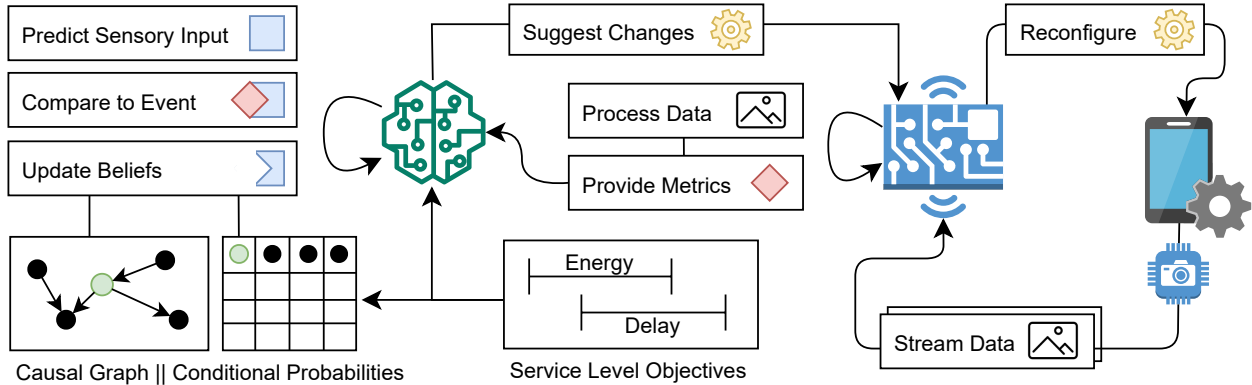 Predict Sensory Input
Compare to Event
Update Beliefs
Causal Graph || Conditional Probabilities
Suggest Changes
Process Data
Provide Metrics
Energy
Delay
Service Level Objectives
Reconfigure
Stream Data